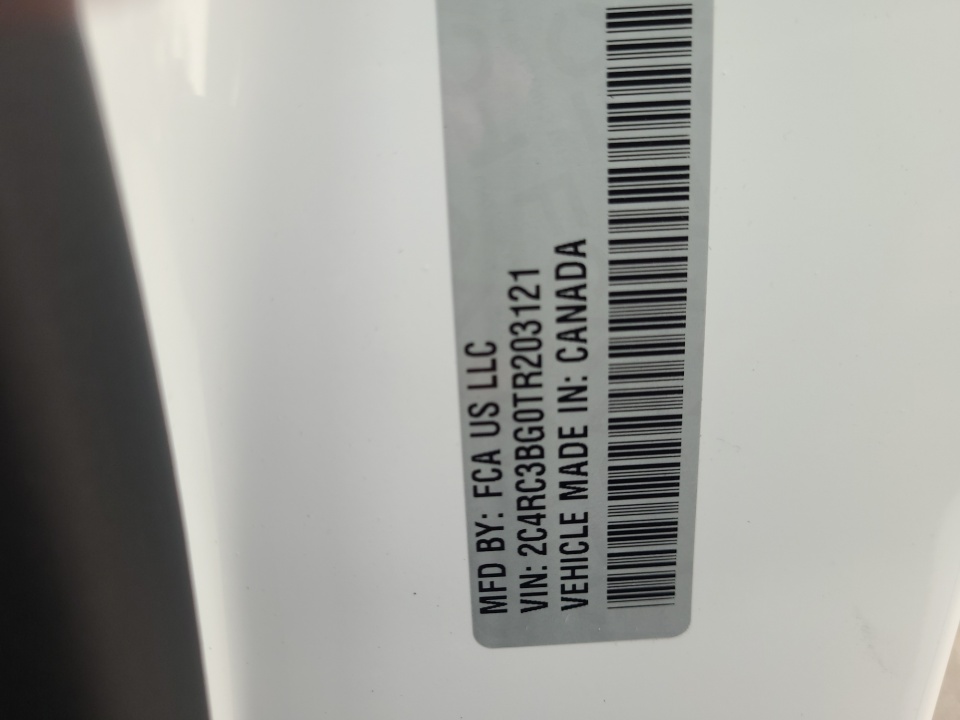 MFD BY: FCA US LLC
VIN: 2C4RC3BG0TR203121
VEHICLE MADE IN: CANADA